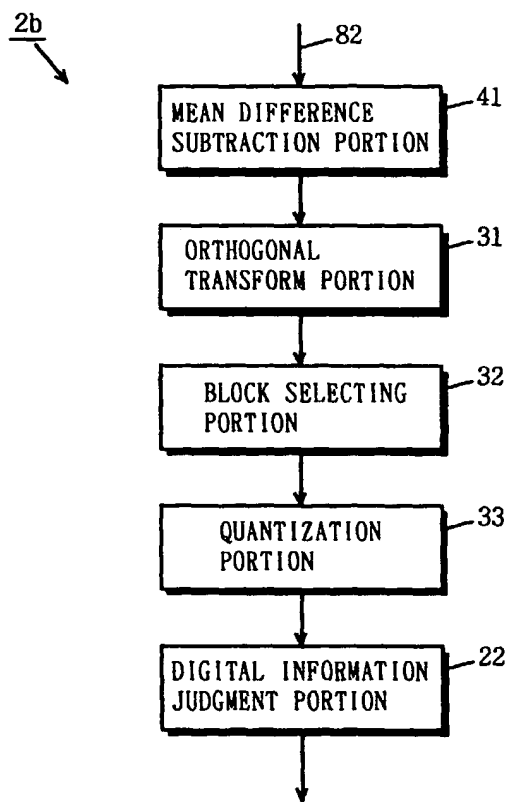 2b
82
41
MEAN DIFFERENCE
SUBTRACTION PORTION
31
ORTHOGONAL
TRANSFORM PORTION
32
BLOCK SELECTING
PORTION
33
QUANTIZATION
PORTION
22
DIGITAL INFORMATION
JUDGMENT PORTION